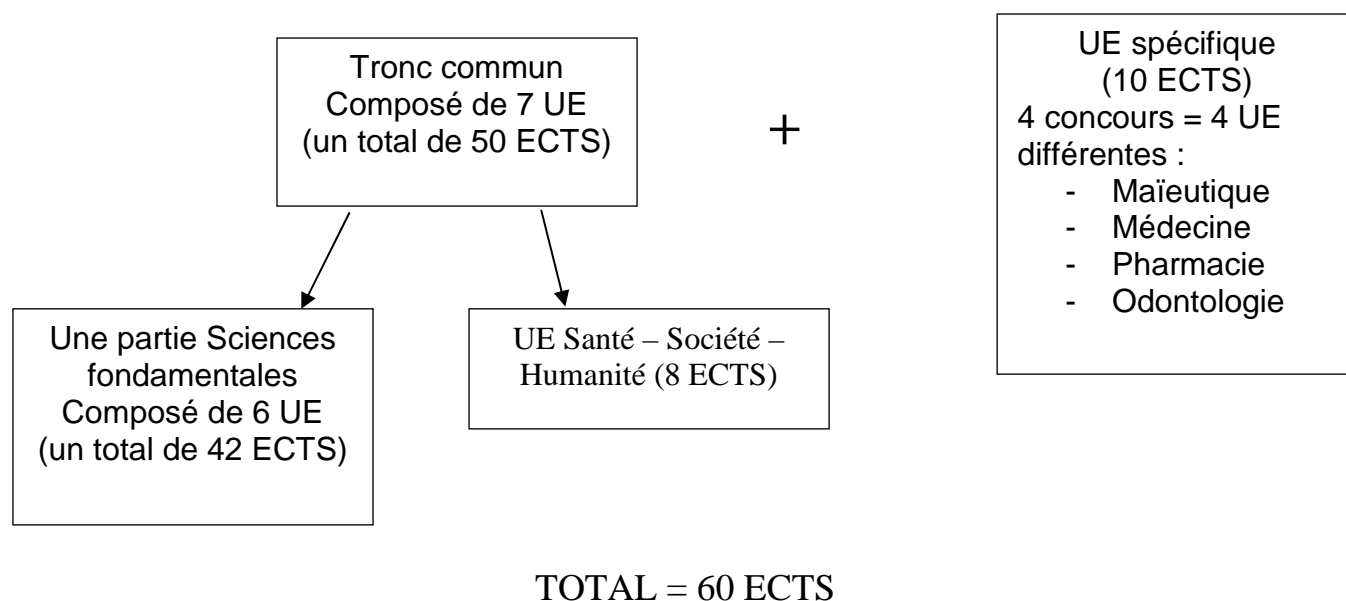 Tronc commun
Composé de 7 UE
(un total de 50 ECTS)
+
UE spécifique
(10 ECTS)
4 concours = 4 UE
différentes :
- Maïeutique
- Médecine
- Pharmacie
- Odontologie
Une partie Sciences
fondamentales
Composé de 6 UE
(un total de 42 ECTS)
UE Santé – Société –
Humanité (8 ECTS)
TOTAL = 60 ECTS